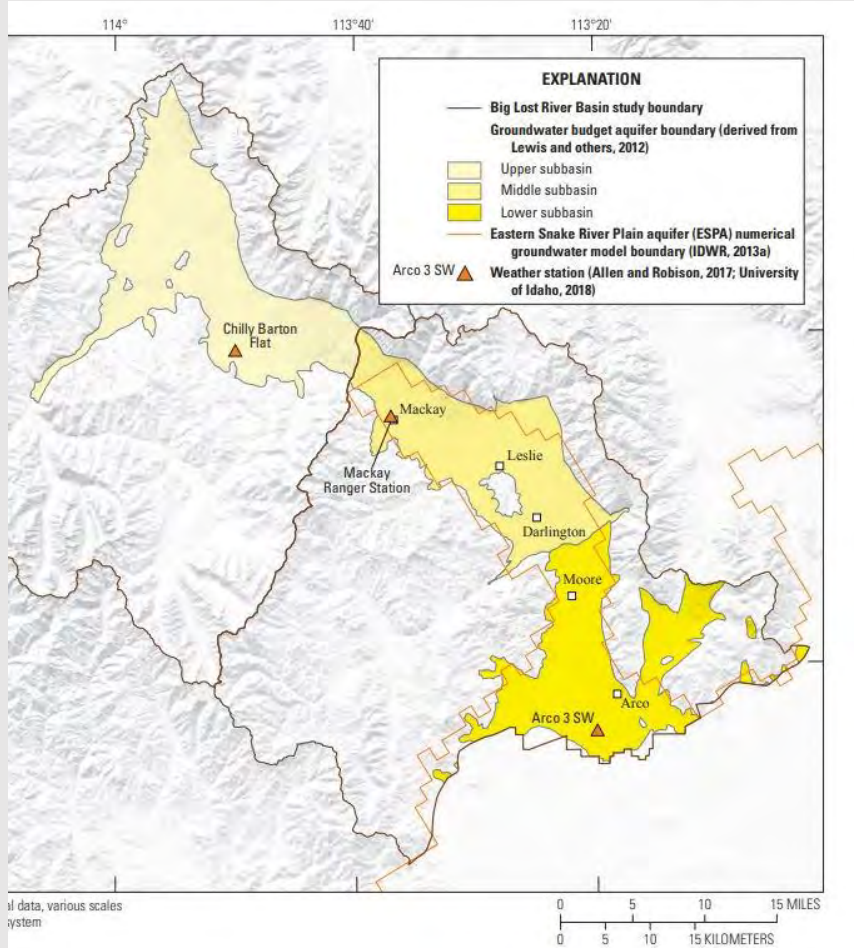 114°
113°40'
113°20'
EXPLANATION
Big Lost River Basin study boundary
Groundwater budget aquifer boundary (derived from
Lewis and others, 2012)
Upper subbasin
Middle subbasin
Lower subbasin
Eastern Snake River Plain aquifer (ESPA) numerical
groundwater model boundary (IDWR, 2013a)
Arco 3 SW
Weather station (Allen and Robison, 2017; University
of Idaho, 2018)
Chilly Barton
Flat
Mackay
Mackay
Ranger Station
Leslie
Darlington
Moore
Arco
Arco 3 SW
al data, various scales
system
0 5 10 15 MILES
0 5 10 15 KILOMETERS